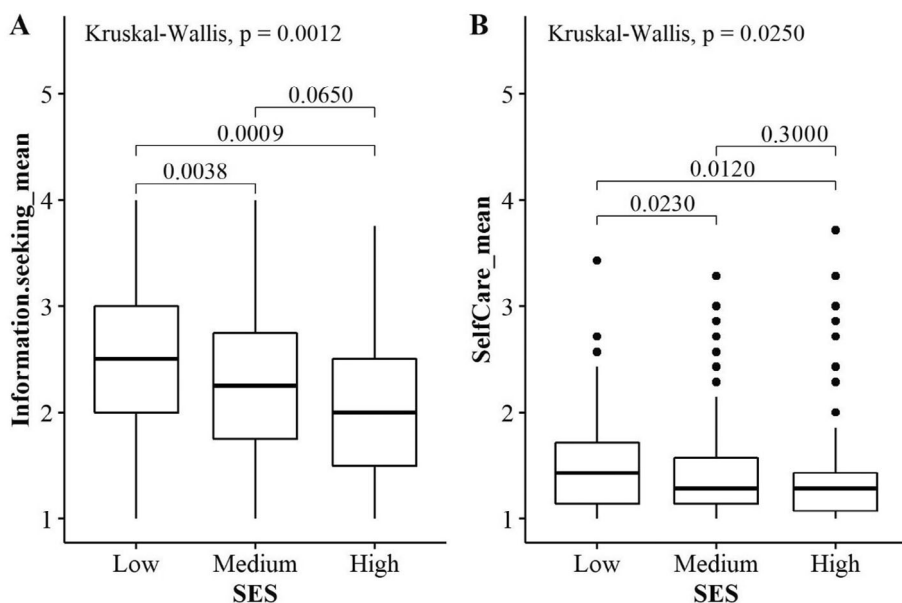 A
Kruskal-Wallis, p = 0.0012
5
4
3
2
1
Information.seeking_mean
0.0650
0.0009
0.0038
Low Medium High
SES
B
Kruskal-Wallis, p = 0.0250
5
4
3
2
1
SelfCare_mean
0.3000
0.0120
0.0230
Low Medium High
SES